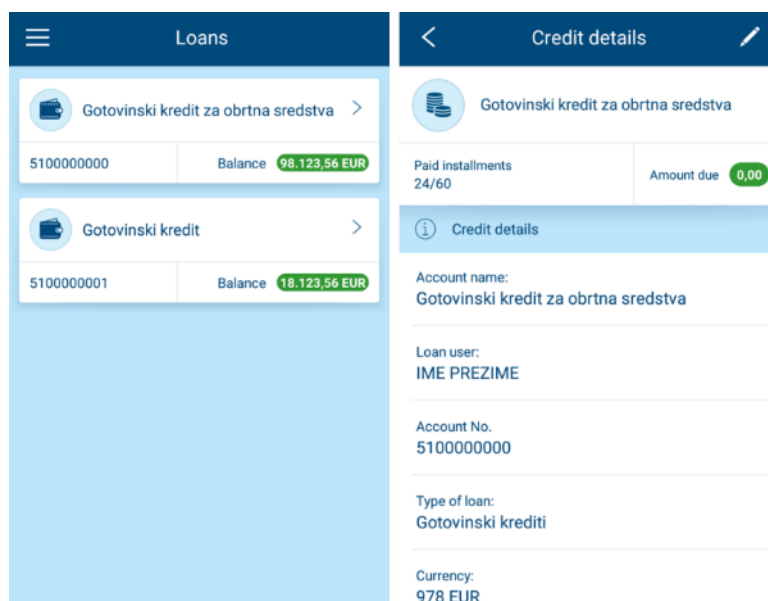 Loans
Gotovinski kredit za obrtna sredstva
5100000000
Balance 98.123,56 EUR
Gotovinski kredit
5100000001
Balance 18.123,56 EUR
Credit details
Gotovinski kredit za obrtna sredstva
Paid installments
24/60
Amount due 0,00
Credit details
Account name:
Gotovinski kredit za obrtna sredstva
Loan user:
IME PREZIME
Account No.
5100000000
Type of loan:
Gotovinski krediti
Currency:
978 EUR